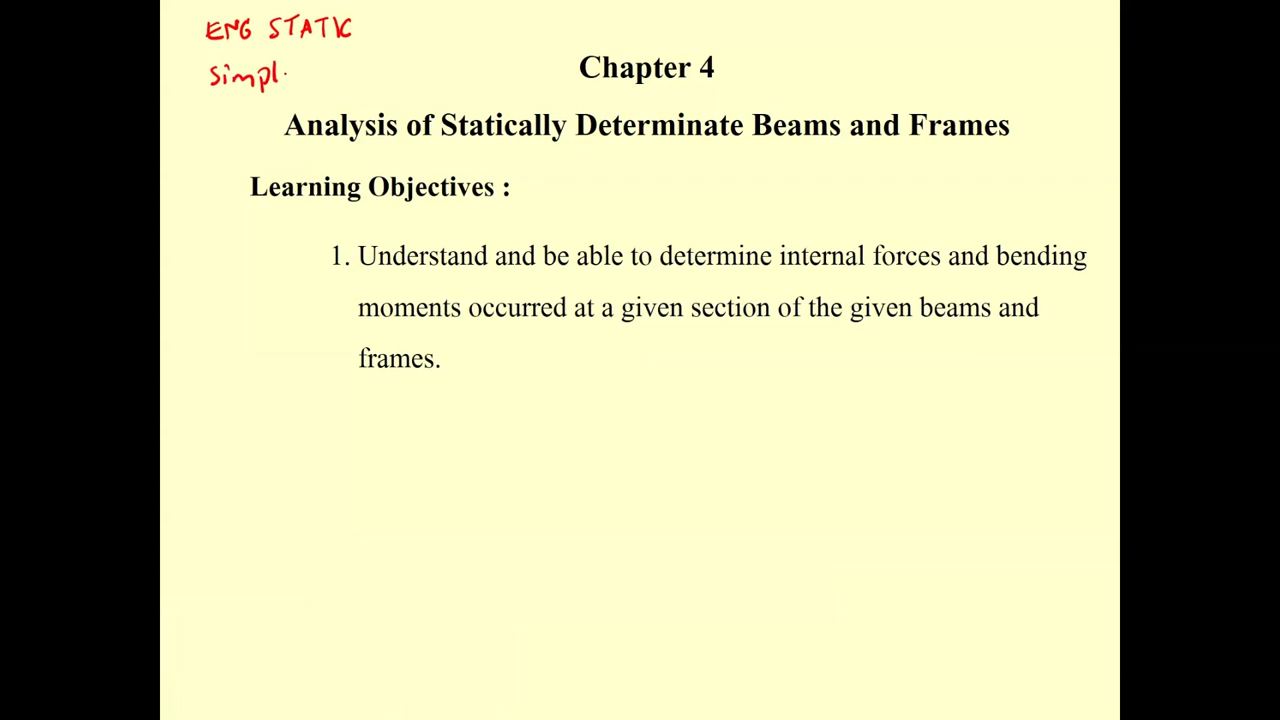 ENG STATIC
Simpl
Chapter 4
Analysis of Statically Determinate Beams and Frames
Learning Objectives :
1. Understand and be able to determine internal forces and bending
moments occurred at a given section of the given beams and
frames.